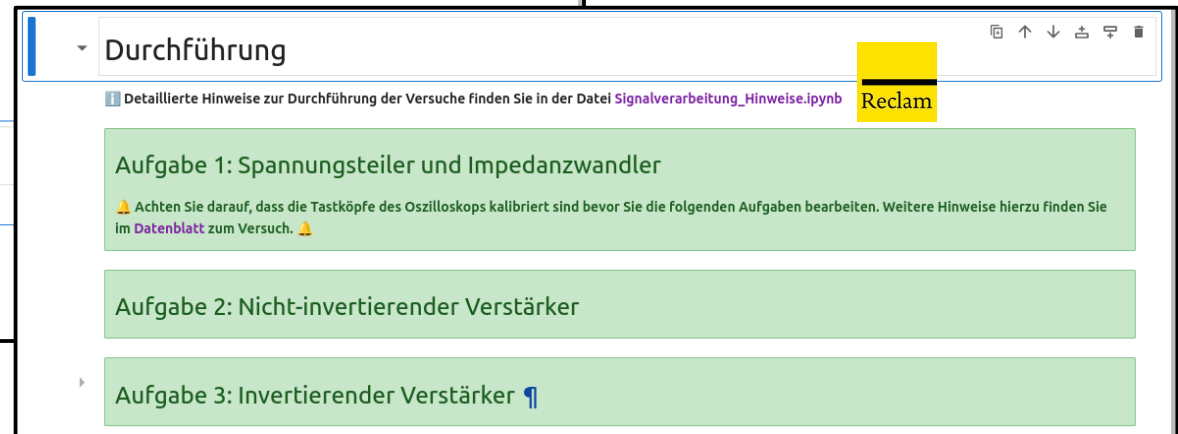 Durchführung
ℹ️ Detaillierte Hinweise zur Durchführung der Versuche finden Sie in der Datei Signalverarbeitung_Hinweise.ipynb
Reclam
Aufgabe 1: Spannungsteiler und Impedanzwandler
🔔 Achten Sie darauf, dass die Tastköpfe des Oszilloskops kalibriert sind bevor Sie die folgenden Aufgaben bearbeiten. Weitere Hinweise hierzu finden Sie
im Datenblatt zum Versuch. 🔔
Aufgabe 2: Nicht-invertierender Verstärker
Aufgabe 3: Invertierender Verstärker ¶